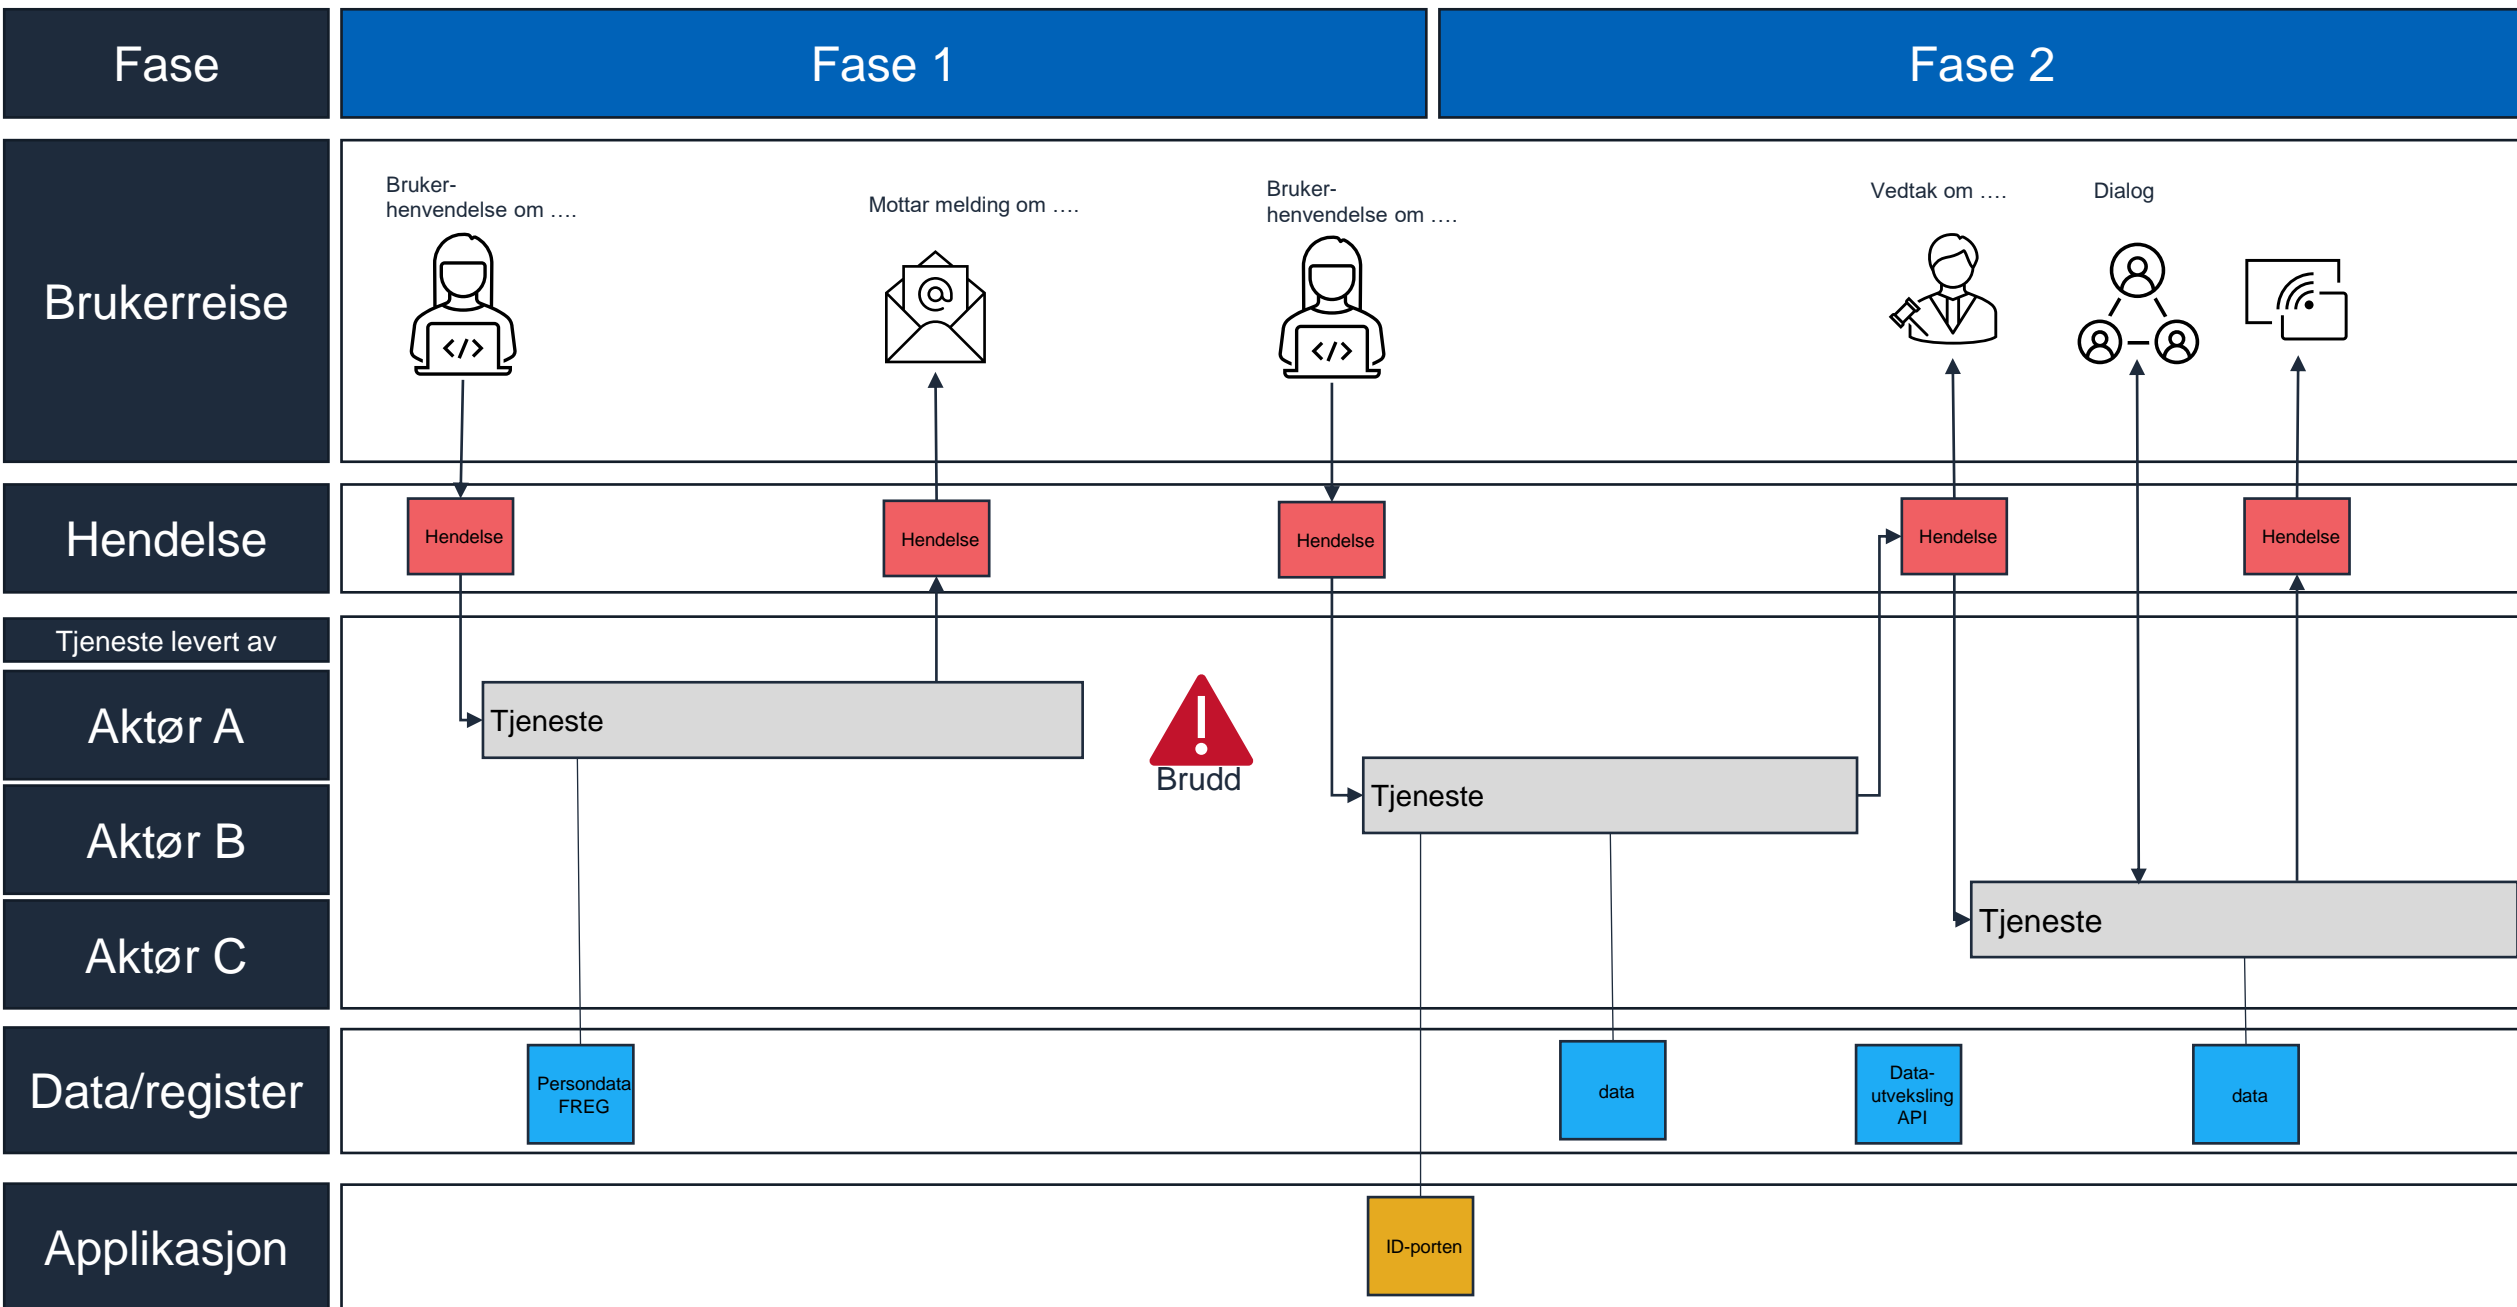 Fase
Fase 1
Fase 2
Brukerreise
Bruker-
henvendelse om ….
Mottar melding om ….
Bruker-
henvendelse om ….
Vedtak om ….
Dialog
@
</>
</>
Hendelse
Hendelse
Hendelse
Hendelse
Hendelse
Hendelse
Tjeneste levert av
Aktør A
Tjeneste
!
Brudd
Aktør B
Tjeneste
Aktør C
Tjeneste
Data/register
Persondata
FREG
data
Data-
utveksling
API
data
Applikasjon
ID-porten